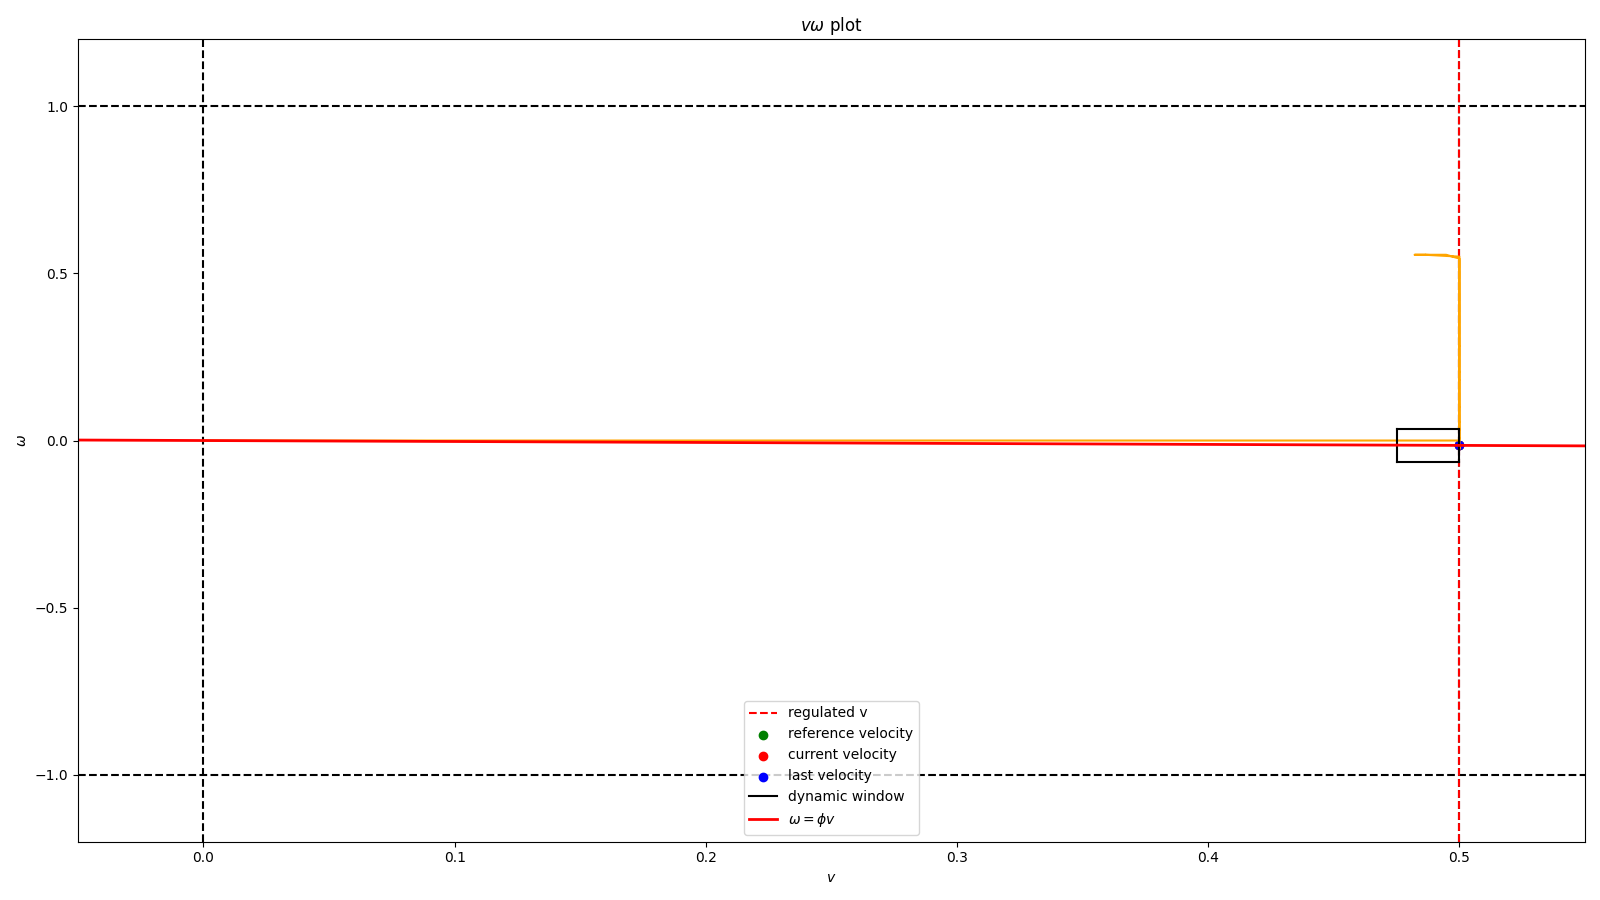 vω plot
1.0
0.5
0.0
−0.5
−1.0
ω
regulated v
reference velocity
current velocity
last velocity
dynamic window
ω = ϕv
0.0 0.1 0.2 0.3 0.4 0.5
v